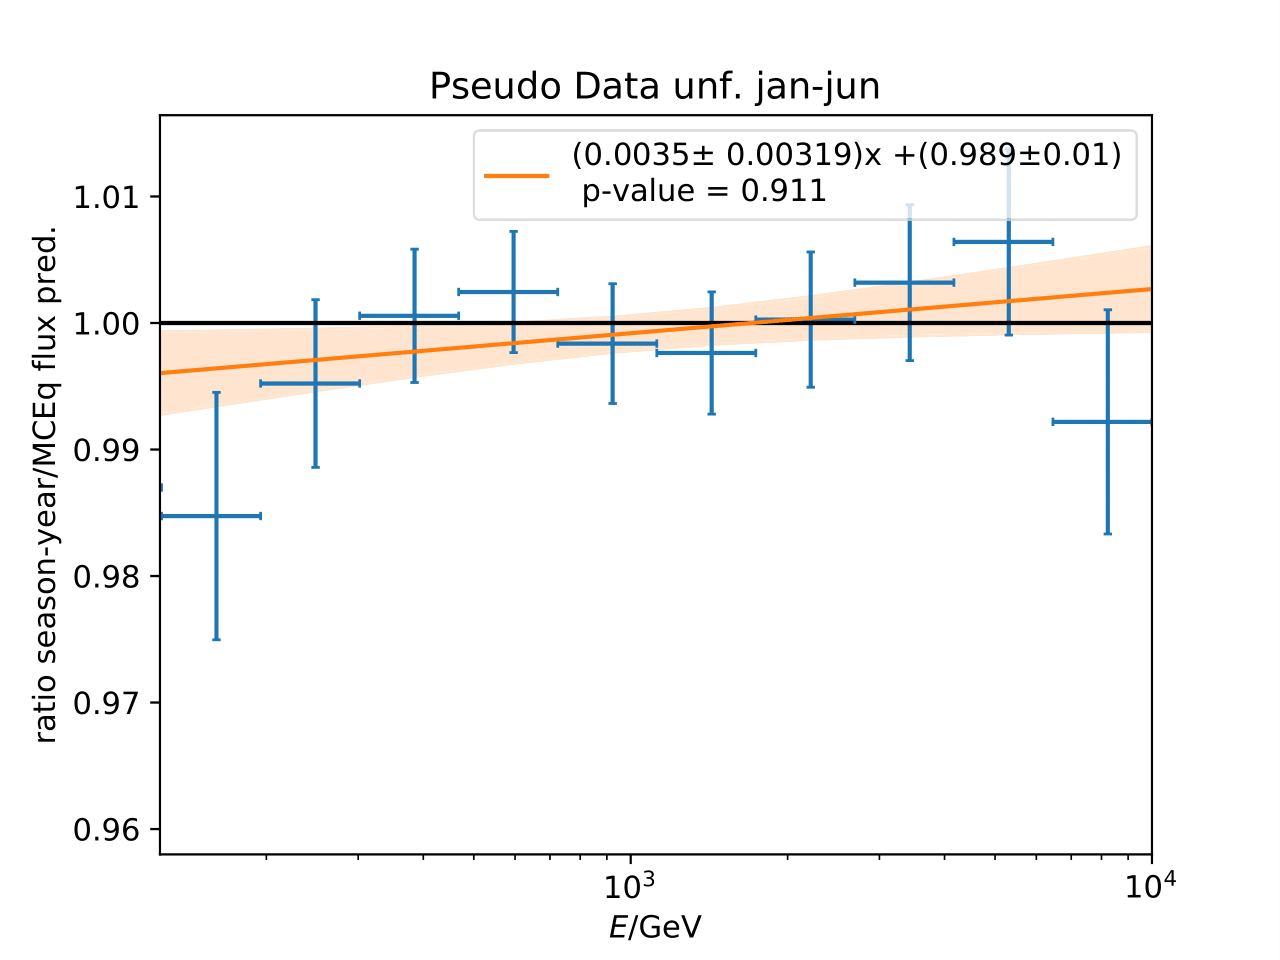 Pseudo Data unf. jan-jun
(0.0035± 0.00319)x +(0.989±0.01)
p-value = 0.911
ratio season-year/MCEq flux pred.
1.01
1.00
0.99
0.98
0.97
0.96
10³
10⁴
E/GeV